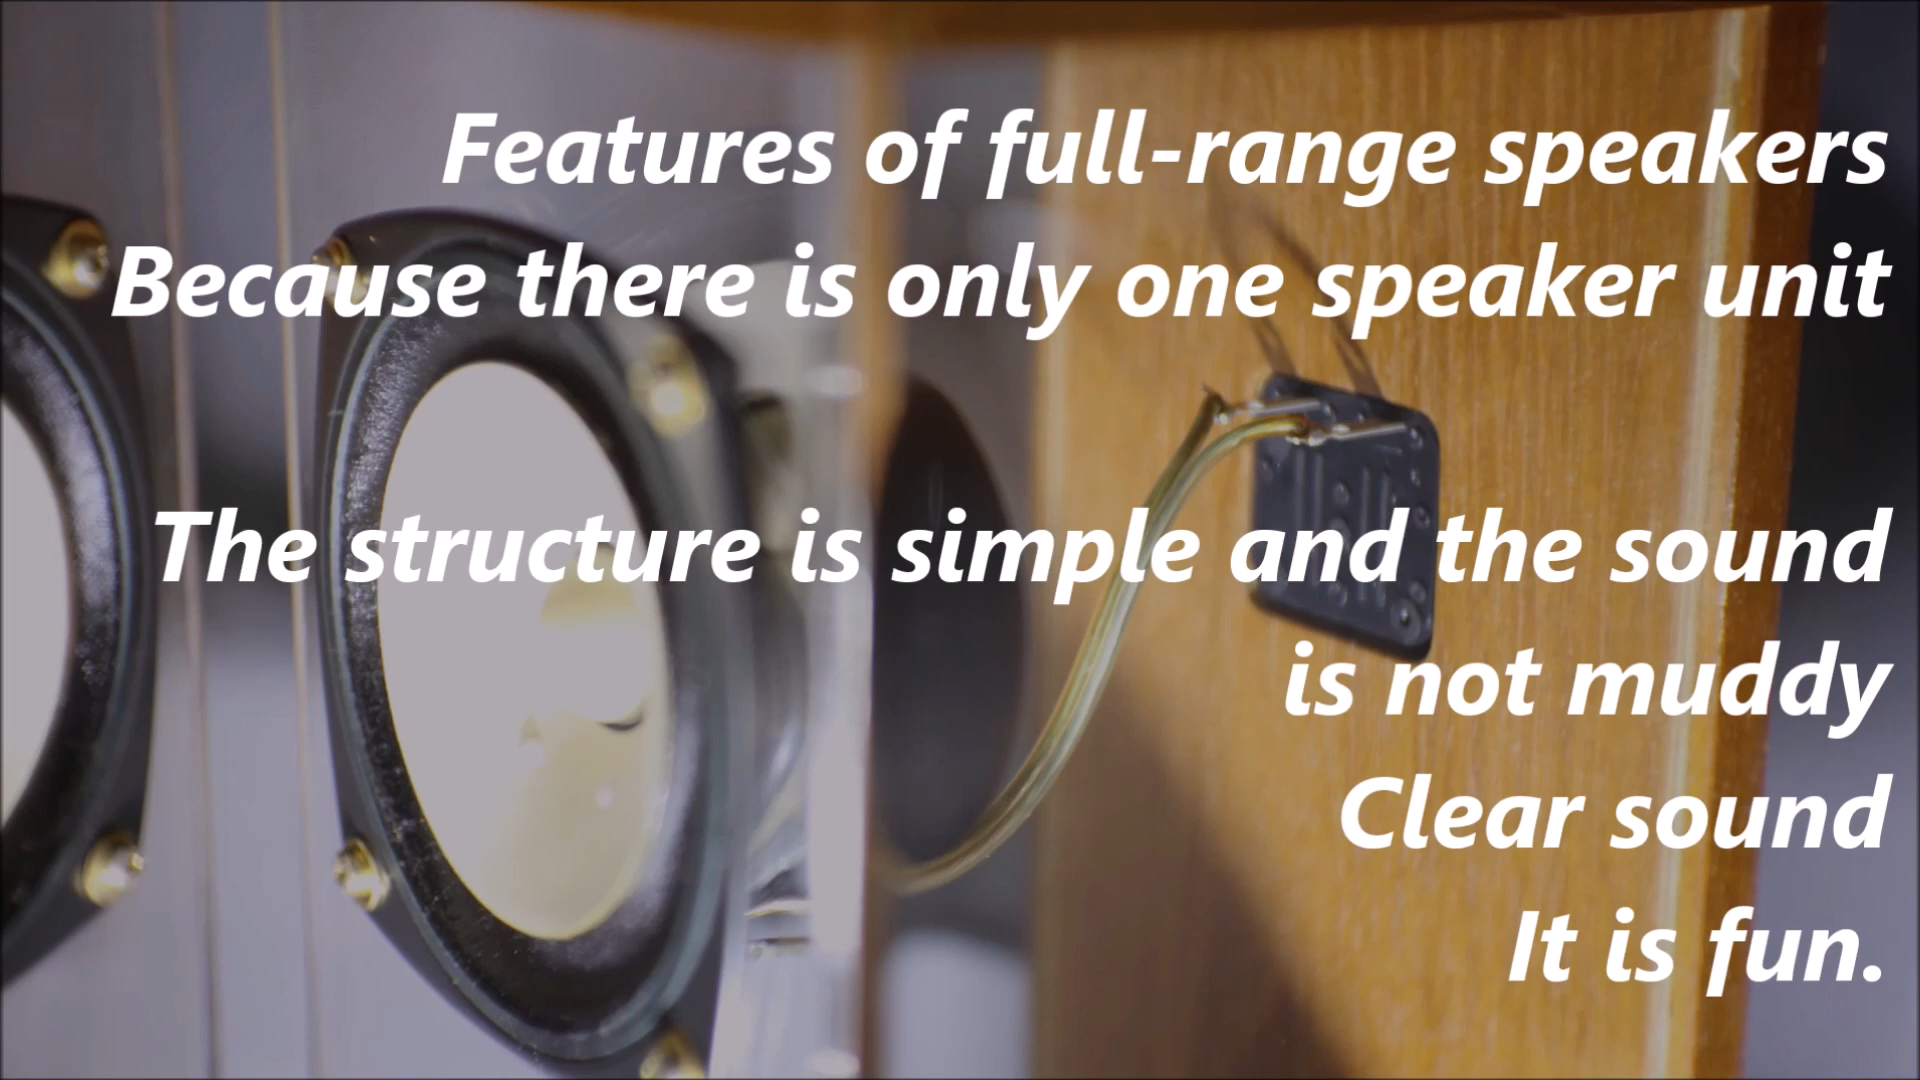 Features of full-range speakers
Because there is only one speaker unit
The structure is simple and the sound
is not muddy
Clear sound
It is fun.